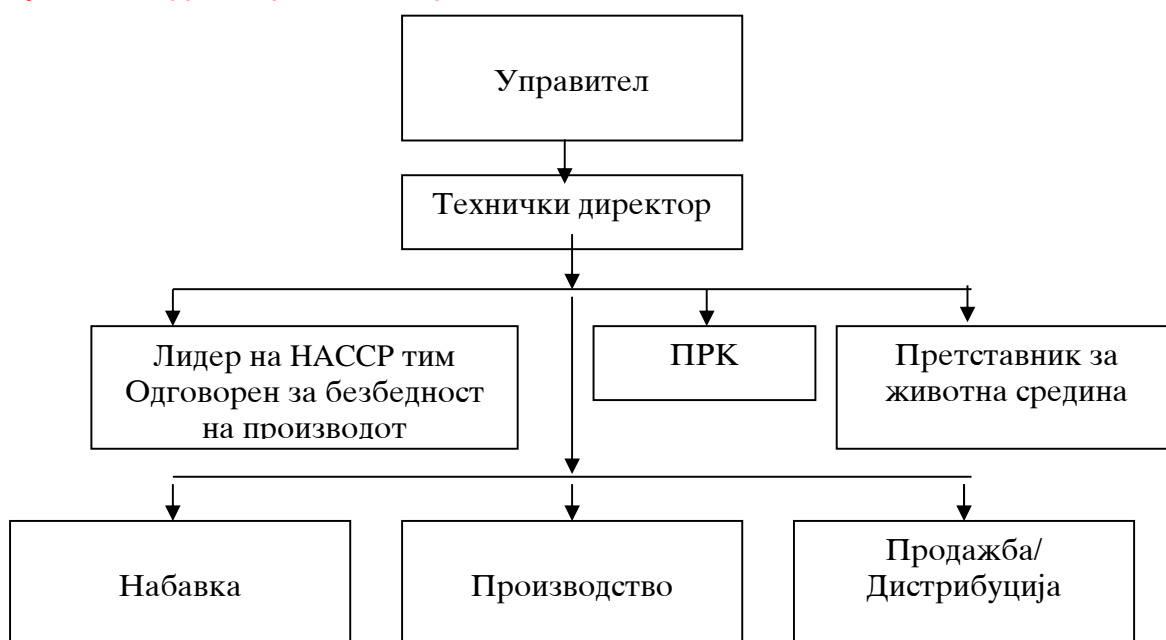 Управител
Технички директор
Лидер на НАССР тим
Одговорен за безбедност
на производот
ПРК
Претставник за
животна средина
Набавка
Производство
Продажба/
Дистрибуција